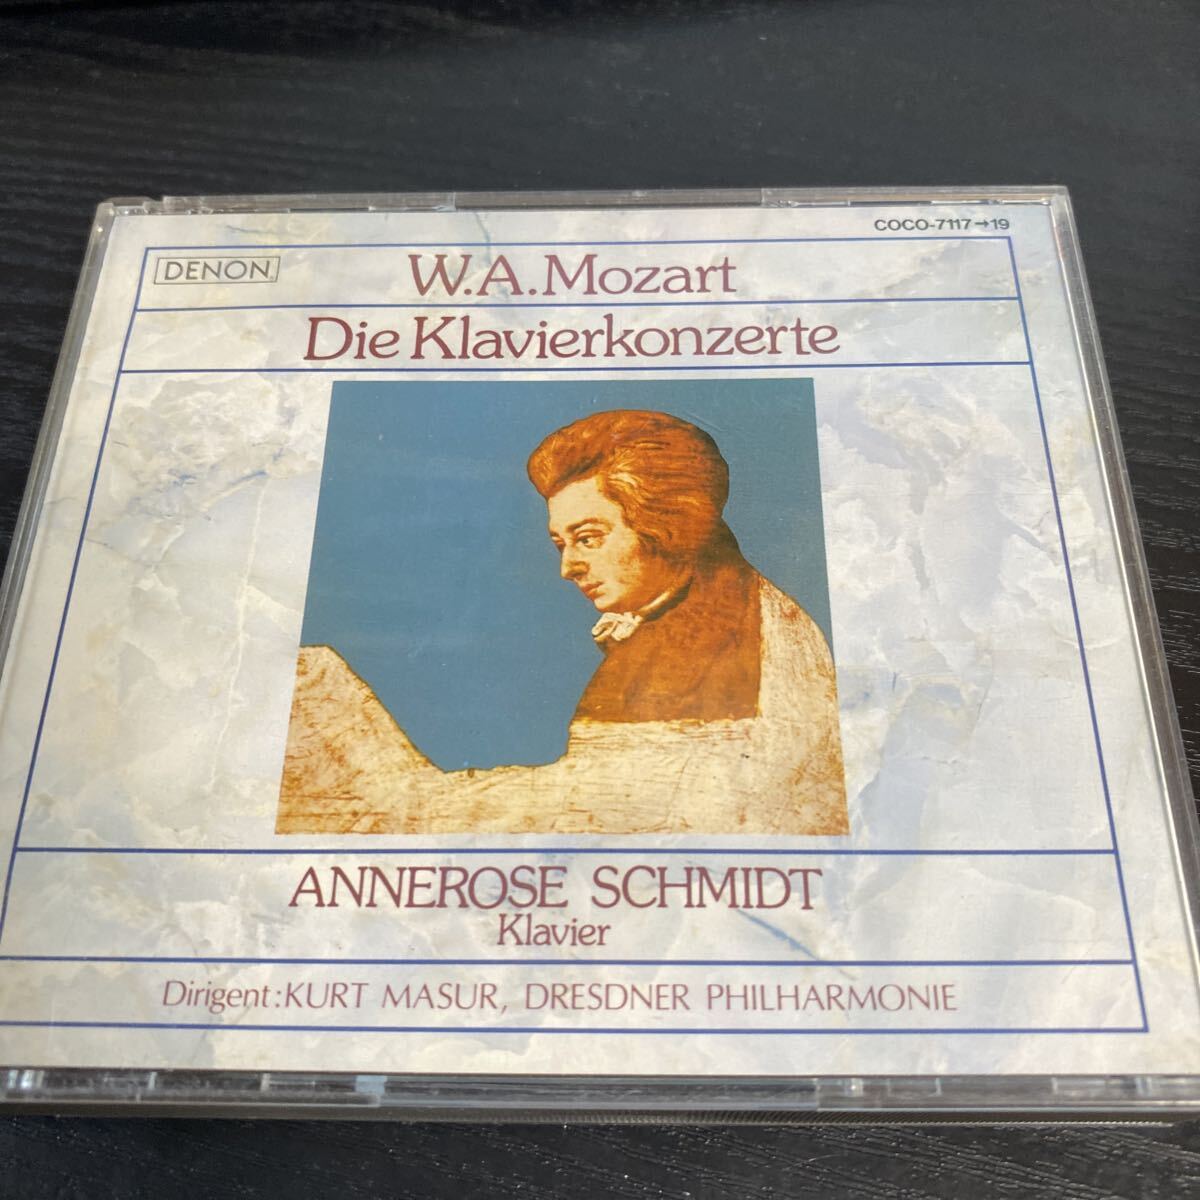 COCO-7117→19
DENON
W.A.Mozart
Die Klavierkonzerte
ANNEROSE SCHMIDT
Klavier
Dirigent:KURT MASUR, DRESDNER PHILHARMONIE